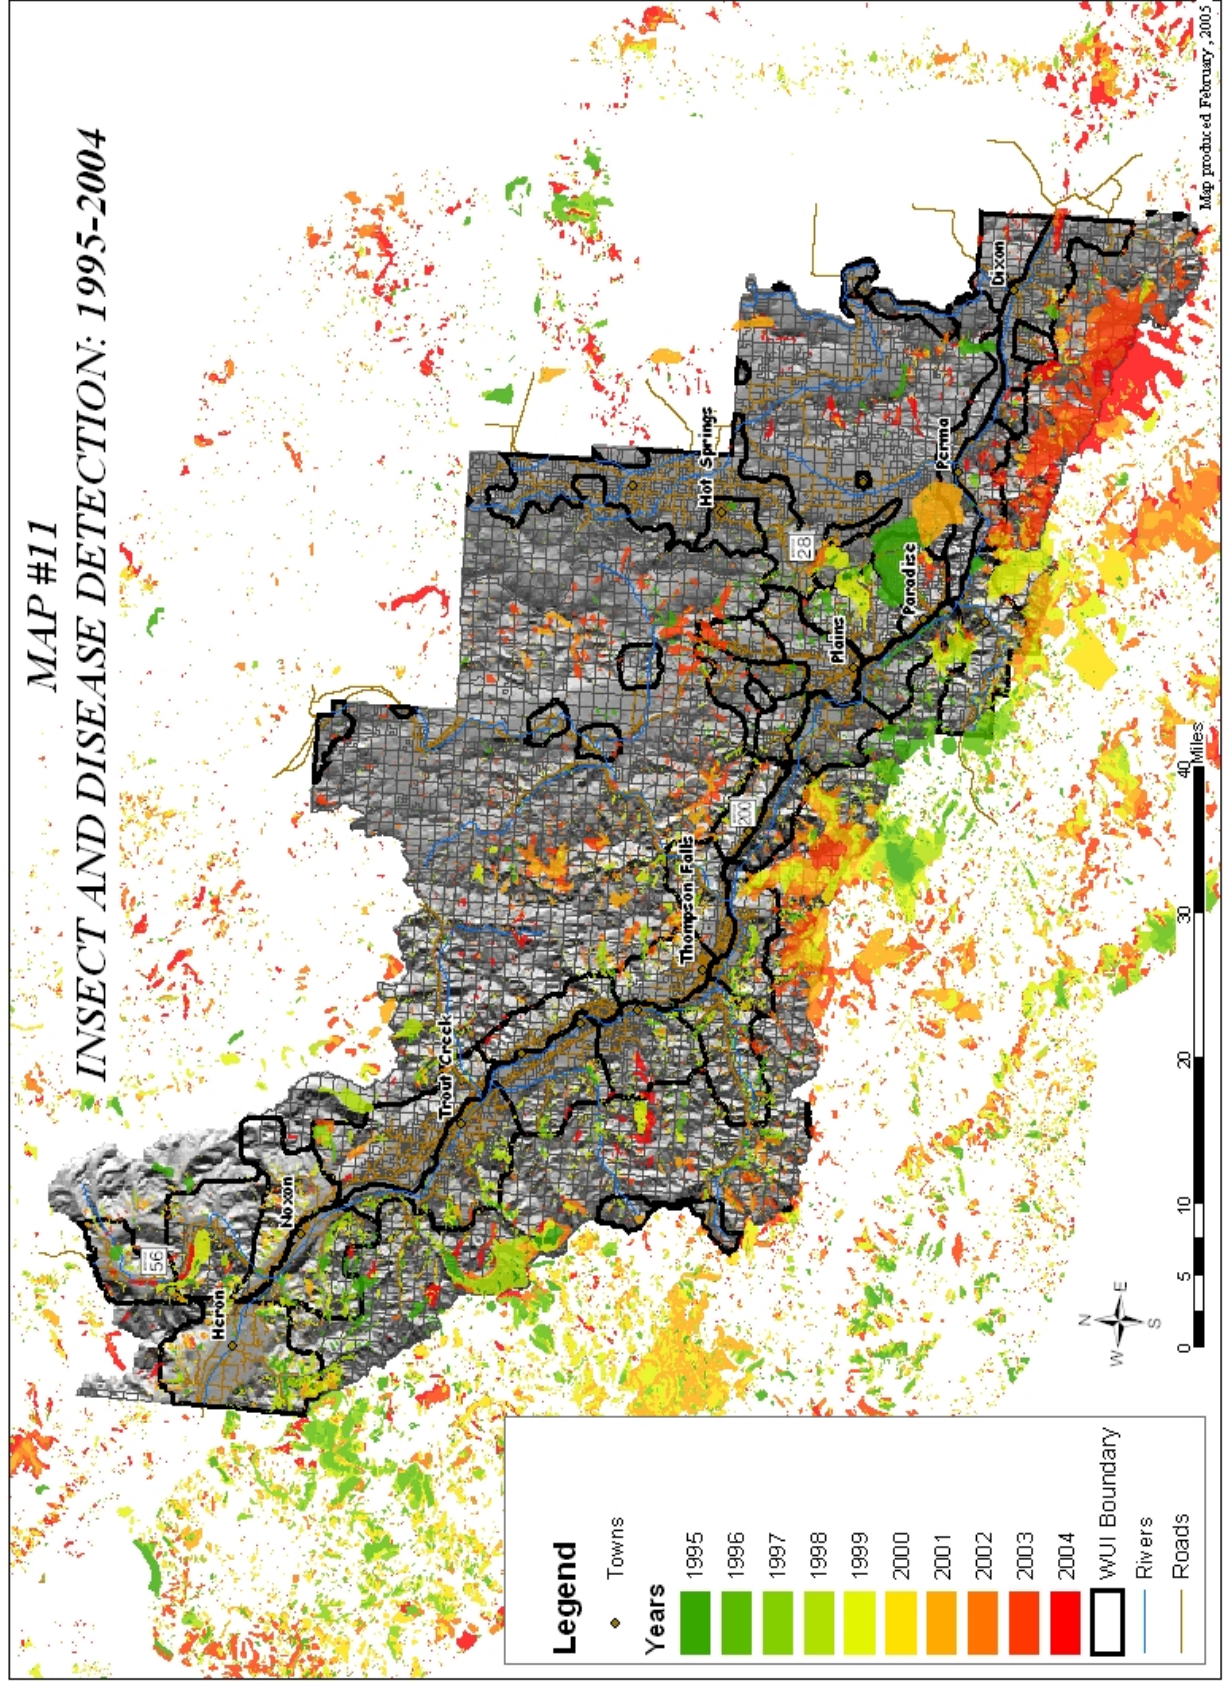 MAP #11
INSECT AND DISEASE DETECTION: 1995-2004
56
Heron
Noxon
Trout Creek
Thompson Falls
200
Plains
Paradise
28
Hot Springs
Perma
Dixon
Legend
Towns
Years
1995
1996
1997
1998
1999
2000
2001
2002
2003
2004
WUI Boundary
Rivers
Roads
N
W E
S
0 5 10 20 30 40
Miles
Map produced February, 2005